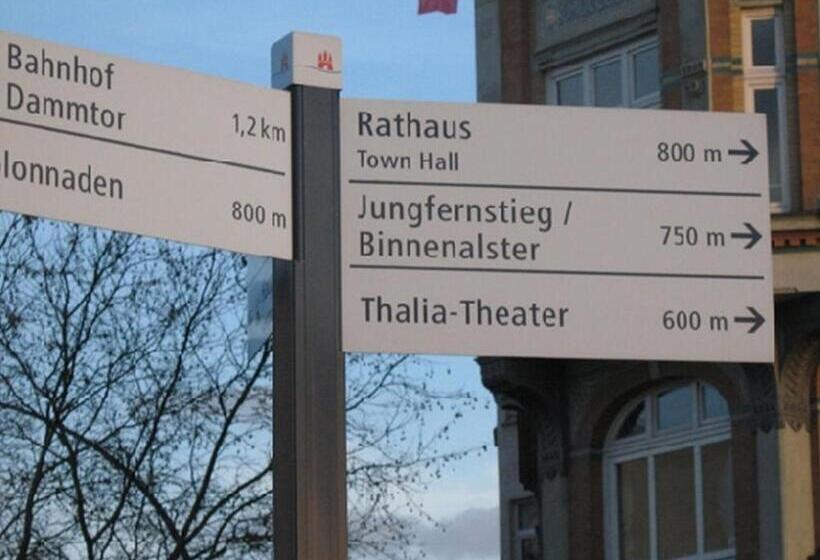 Bahnhof
Dammtor 1,2 km
lonnaden
800 m
Rathaus
Town Hall 800 m
Jungfernstieg /
Binnenalster 750 m
Thalia-Theater 600 m